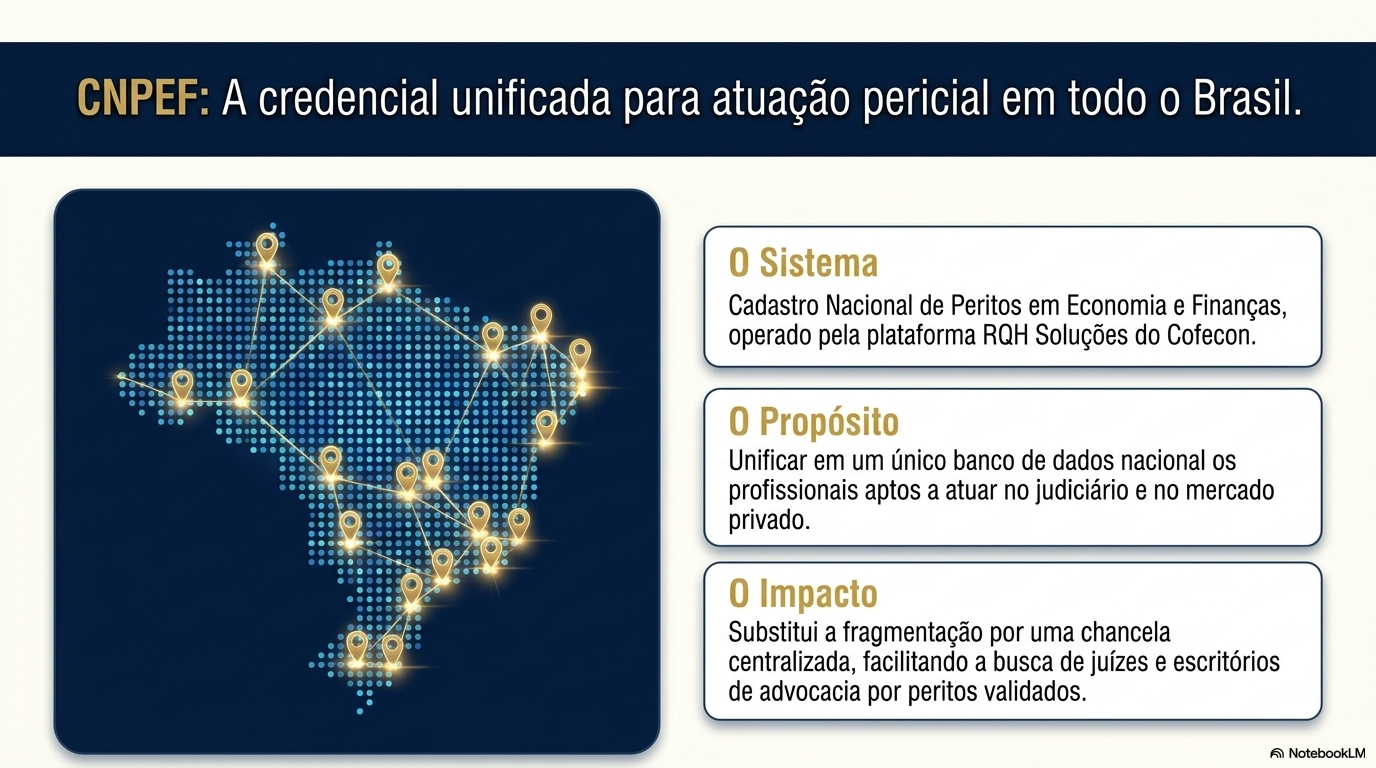 CNPEF: A credencial unificada para atuação pericial em todo o Brasil.
O Sistema
Cadastro Nacional de Peritos em Economia e Finanças,
operado pela plataforma RQH Soluções do Cofecon.
O Propósito
Unificar em um único banco de dados nacional os
profissionais aptos a atuar no judiciário e no mercado
privado.
O Impacto
Substitui a fragmentação por uma chancela
centralizada, facilitando a busca de juízes e escritórios
de advocacia por peritos validados.
NotebookLM